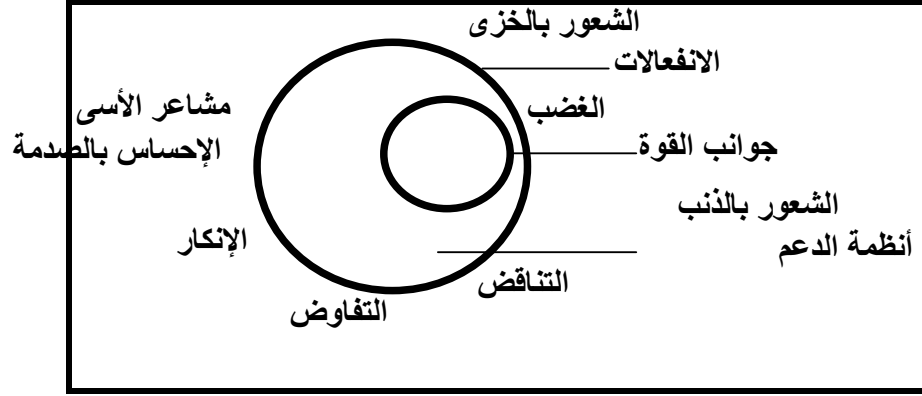 الشعور بالخزى
الانفعالات
الغضب
مشاعر الأسى
جوانب القوة
الإحساس بالصدمة
الشعور بالذنب
أنظمة الدعم
الإنكار
التناقض
التفاوض